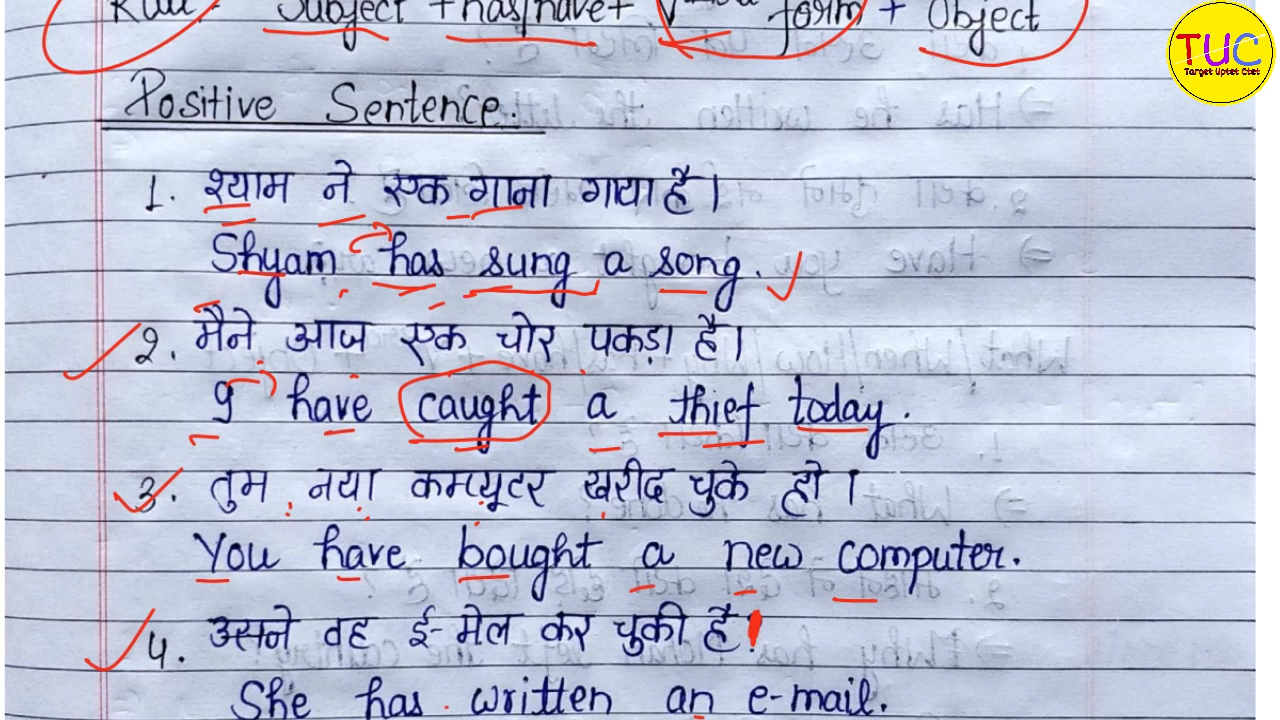 Rule:- Subject + has/have + form + Object
TUC
Target Uptet Ctet
Positive Sentence.
1. श्याम ने एक गाना गाया है।
Shyam has sung a song.
2. मैने आज एक चोर पकड़ा है।
I have caught a thief today.
3. तुम नया कम्प्यूटर खरीद चुके हो।
You have bought a new computer.
4. उसने वह ई-मेल कर चुकी है।
She has written an e-mail.